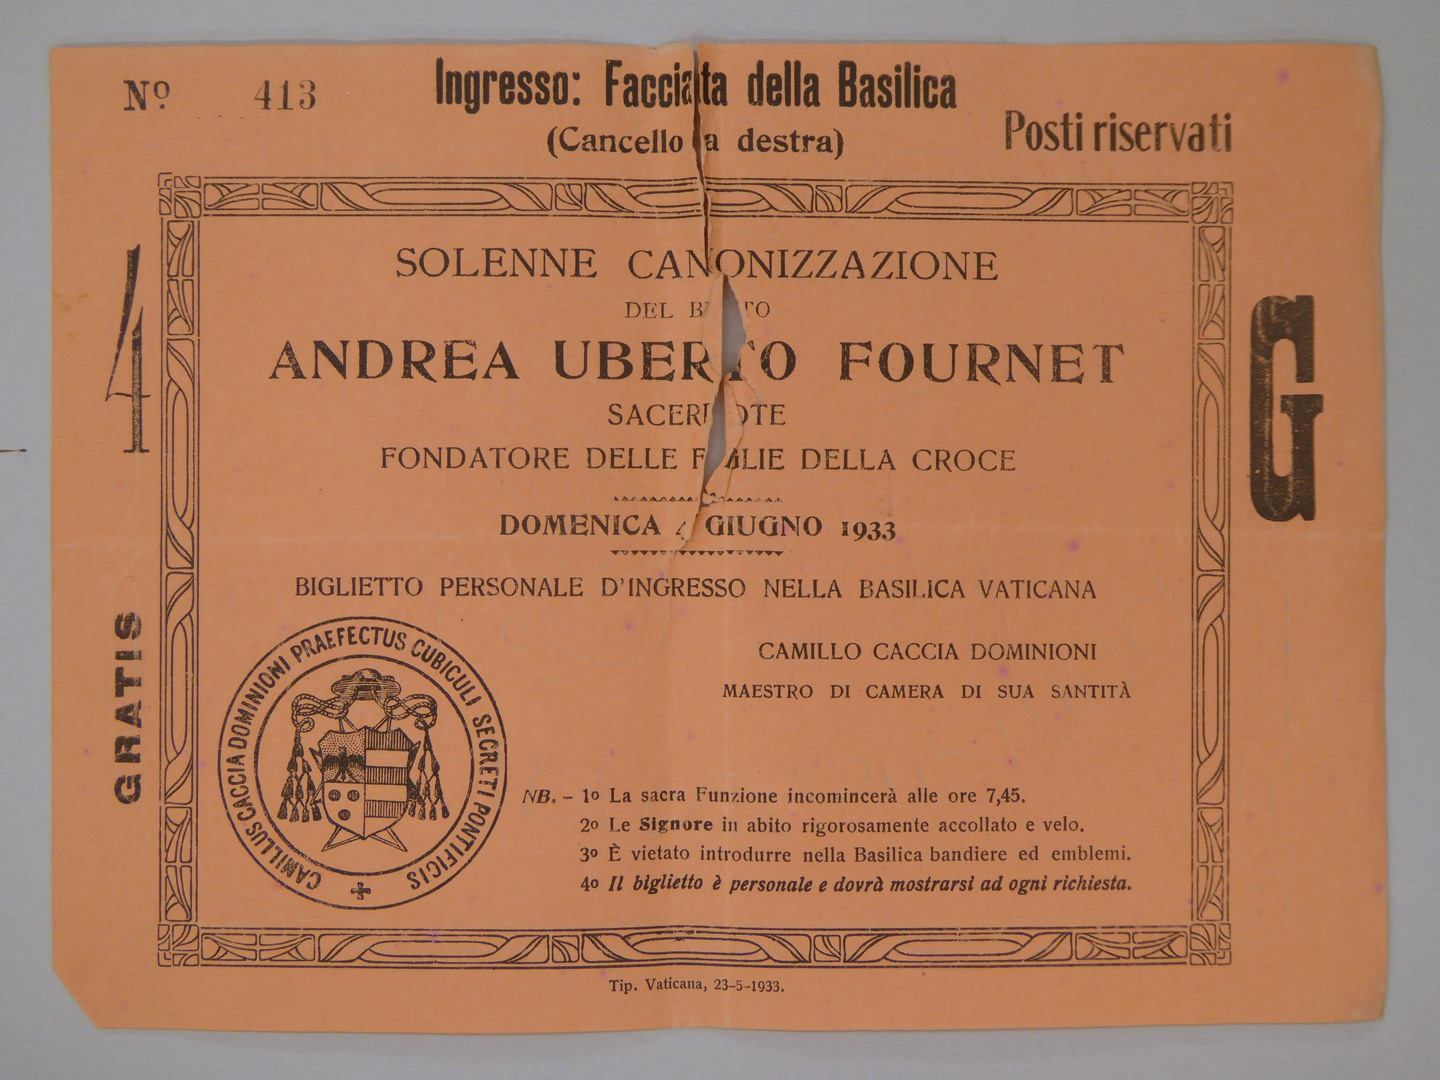 Nº 413
Ingresso: Facciata della Basilica
(Cancello a destra)
Posti riservati
4
GRATIS
G
SOLENNE CANONIZZAZIONE
DEL B TO
ANDREA UBERTO FOURNET
SACERDOTE
FONDATORE DELLE FIGLIE DELLA CROCE
DOMENICA 4 GIUGNO 1933
BIGLIETTO PERSONALE D'INGRESSO NELLA BASILICA VATICANA
CAMILLO CACCIA DOMINIONI
MAESTRO DI CAMERA DI SUA SANTITÀ
CAMILLUS CACCIA DOMINIONI PRAEFECTUS CUBICULI SECRETI PONTIFICIS
NB. – 1º La sacra Funzione incomincerà alle ore 7,45.
2º Le Signore in abito rigorosamente accollato e velo.
3º È vietato introdurre nella Basilica bandiere ed emblemi.
4º Il biglietto è personale e dovrà mostrarsi ad ogni richiesta.
Tip. Vaticana, 23-5-1933.